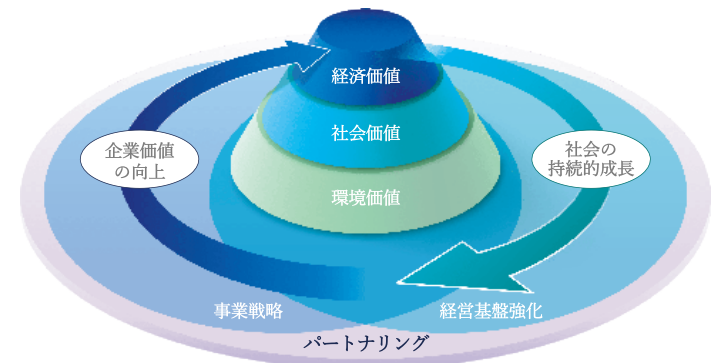 経済価値
社会価値
環境価値
企業価値
の向上
社会の
持続的成長
事業戦略
経営基盤強化
パートナリング